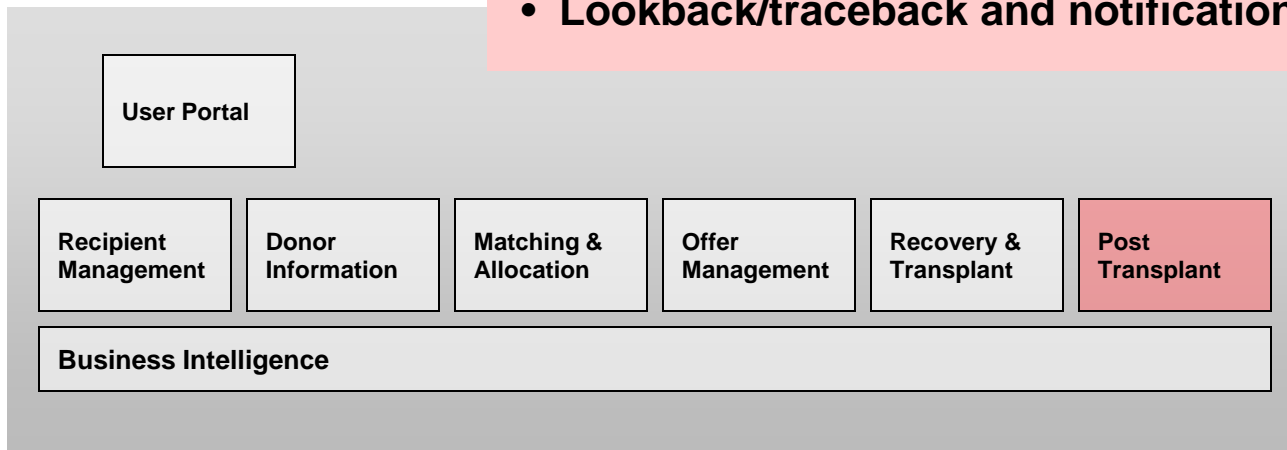 • Lookback/traceback and notification
User Portal
Recipient
Management
Donor
Information
Matching &
Allocation
Offer
Management
Recovery &
Transplant
Post
Transplant
Business Intelligence